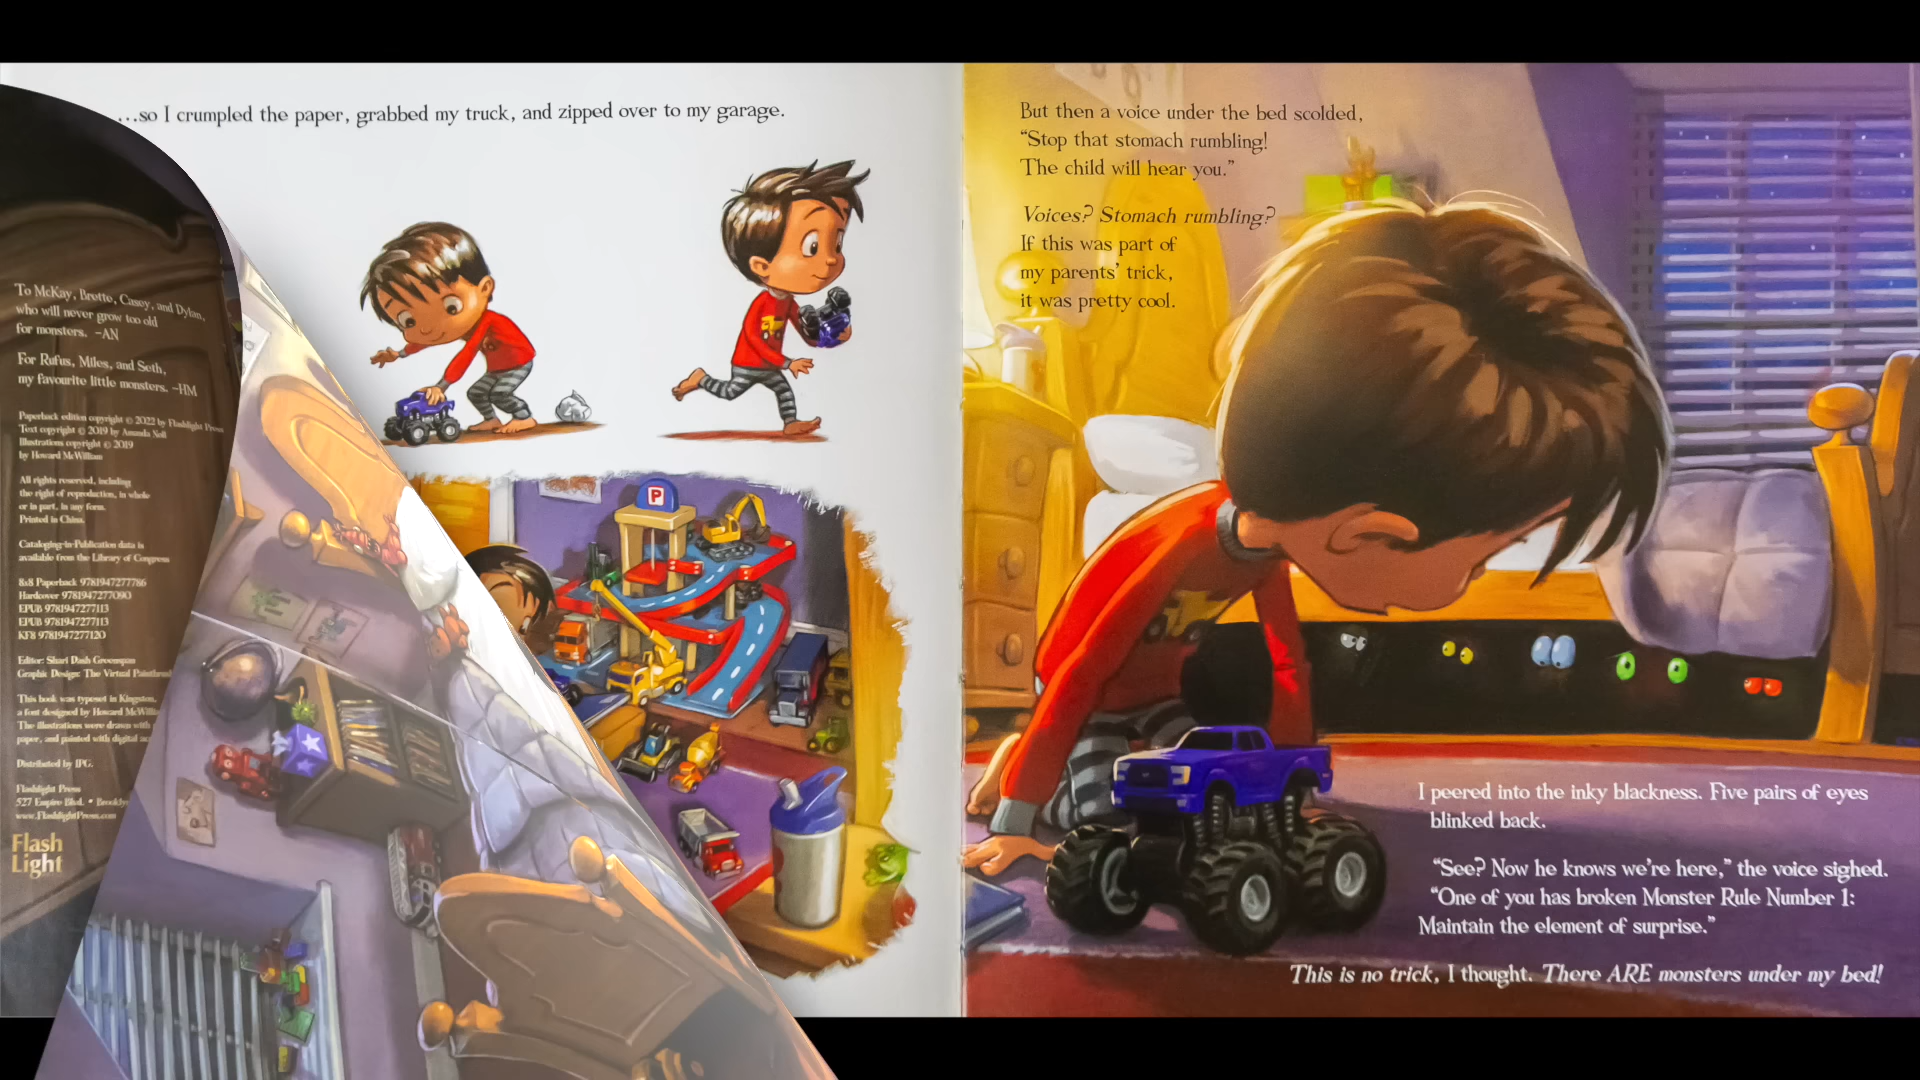 ...so I crumpled the paper, grabbed my truck, and zipped over to my garage.
To McKay, Brette, Casey, and Dylan,
who will never grow too old
for monsters. –AN
For Rufus, Miles, and Seth,
my favourite little monsters. –HM
Paperback edition copyright © 2022 by Flashlight Press
Text copyright © 2019 by Amanda Noll
Illustrations copyright © 2019
by Howard McWilliam
All rights reserved, including
the right of reproduction, in whole
or in part, in any form.
Printed in China.
Cataloging-in-Publication data is
available from the Library of Congress
8x8 Paperback 9781947277786
Hardcover 9781947277090
EPUB 9781947277113
EPUB 9781947277113
KF8 9781947277120
Editor: Shari Dash Greenspan
Graphic Design: The Virtual
This book was typeset in Kingston,
a font designed by Howard
The illustrations were drawn with
paper, and painted with digital
Distributed by IPG.
Flashlight Press
527 Empire Blvd. •
www.FlashlightPress.com
Flash
Light
P
But then a voice under the bed scolded,
“Stop that stomach rumbling!
The child will hear you.”
Voices? Stomach rumbling?
If this was part of
my parents’ trick,
it was pretty cool.
I peered into the inky blackness. Five pairs of eyes
blinked back.
“See? Now he knows we’re here,” the voice sighed.
“One of you has broken Monster Rule Number 1:
Maintain the element of surprise.”
This is no trick, I thought. There ARE monsters under my bed!